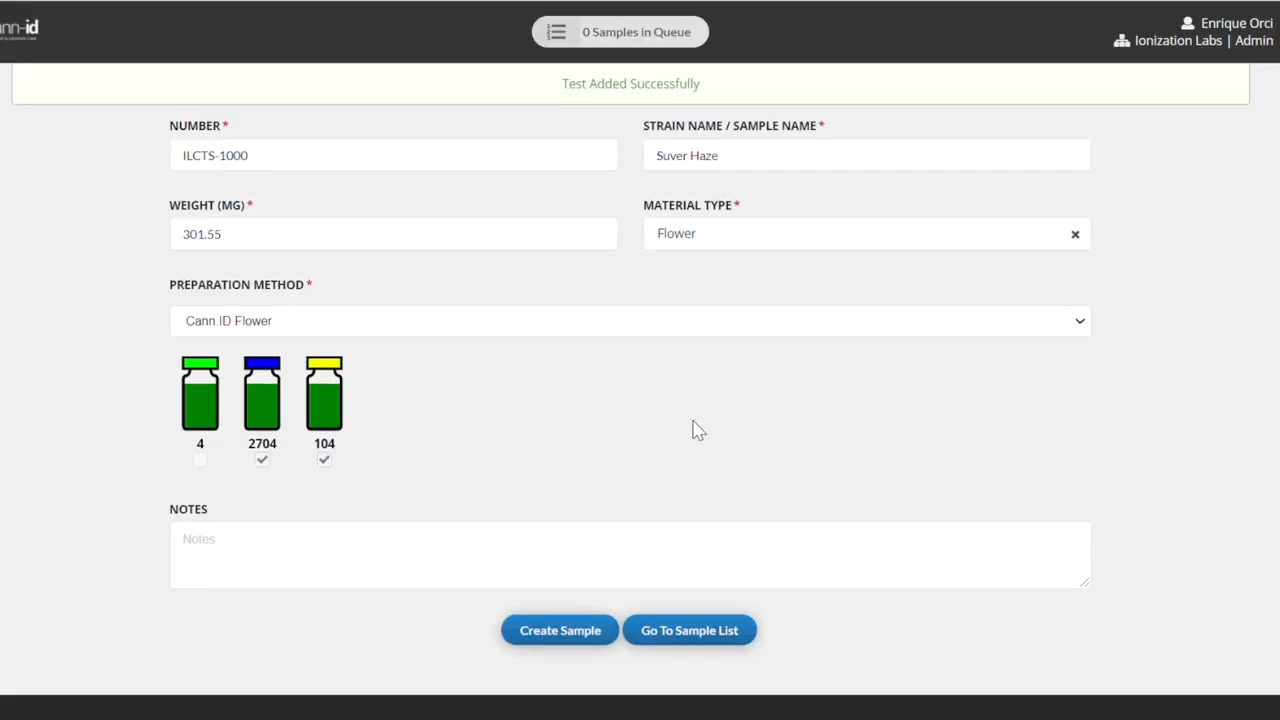 nn-id
0 Samples in Queue
Enrique Orci
Ionization Labs | Admin
Test Added Successfully
NUMBER*
STRAIN NAME / SAMPLE NAME*
ILCTS-1000
Suver Haze
WEIGHT (MG)*
MATERIAL TYPE*
301.55
Flower
PREPARATION METHOD*
Cann.ID Flower
4
2704
104
NOTES
Notes
Create Sample
Go To Sample List